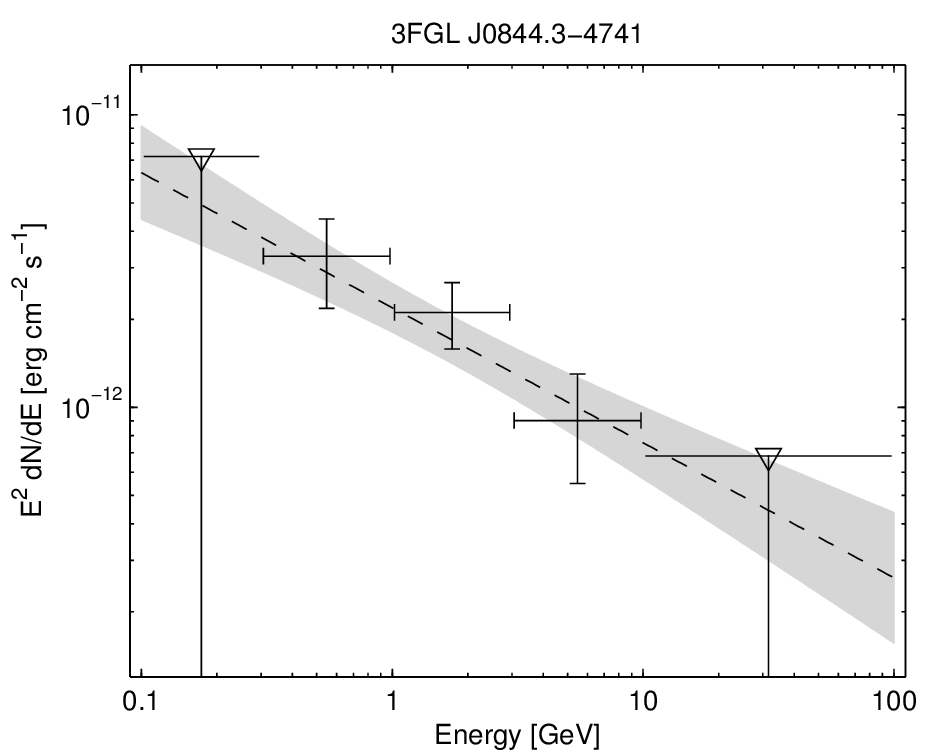 3FGL J0844.3−4741
10⁻¹¹
10⁻¹²
E² dN/dE [erg cm⁻² s⁻¹]
0.1 1 10 100
Energy [GeV]